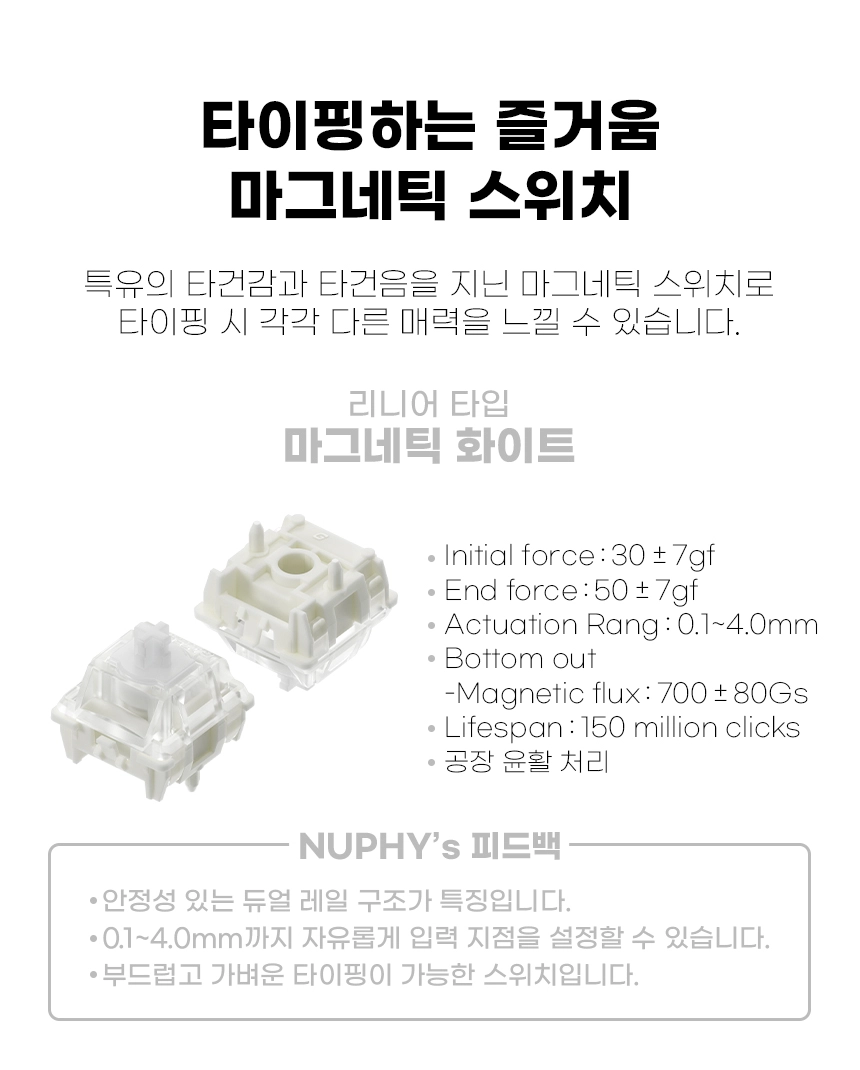 타이핑하는 즐거움
마그네틱 스위치
특유의 타건감과 타건음을 지닌 마그네틱 스위치로
타이핑 시 각각 다른 매력을 느낄 수 있습니다.
리니어 타입
마그네틱 화이트
• Initial force : 30 ± 7gf
• End force : 50 ± 7gf
• Actuation Rang : 0.1~4.0mm
• Bottom out
-Magnetic flux : 700 ± 80Gs
• Lifespan : 150 million clicks
• 공장 윤활 처리
NUPHY's 피드백
• 안정성 있는 듀얼 레일 구조가 특징입니다.
• 0.1~4.0mm까지 자유롭게 입력 지점을 설정할 수 있습니다.
• 부드럽고 가벼운 타이핑이 가능한 스위치입니다.